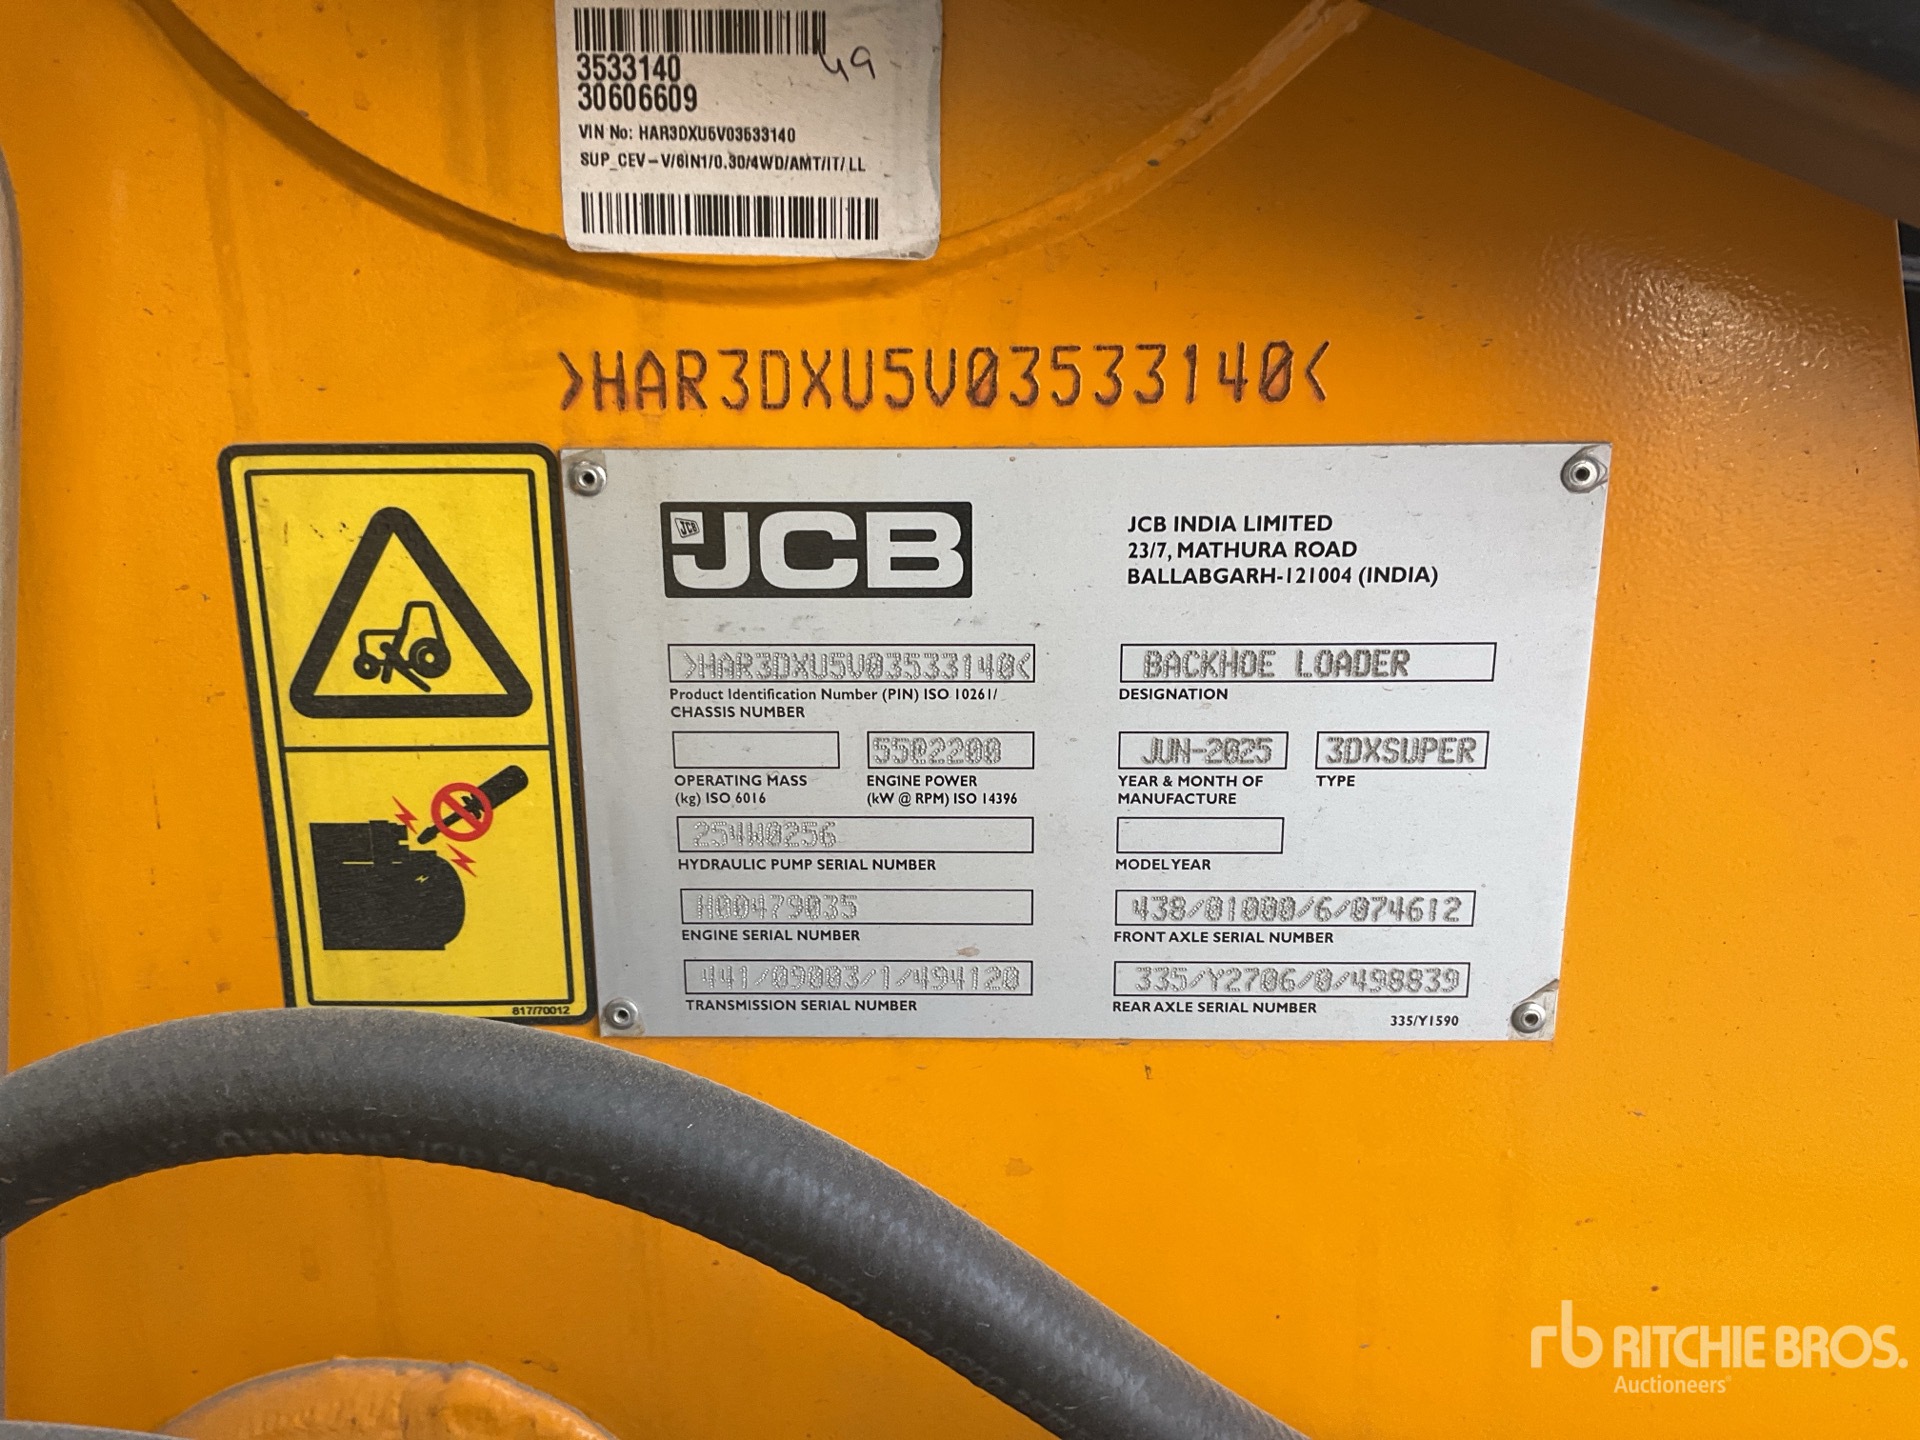 3533140
49
30606609
VIN No: HAR3DXU5V03533140
SUP_CEV-V/6IN1/0.30/4WD/AMT/IT/ LL
>HAR3DXU5V03533140<
JCB
JCB
JCB INDIA LIMITED
23/7, MATHURA ROAD
BALLABGARH-121004 (INDIA)
>HAR3DXU5V03533140<
Product Identification Number (PIN) ISO 10261/
CHASSIS NUMBER
BACKHOE LOADER
DESIGNATION
OPERATING MASS
(kg) ISO 6016
55@2200
ENGINE POWER
(kW @ RPM) ISO 14396
JUN-2025
YEAR & MONTH OF
MANUFACTURE
3DXSUPER
TYPE
254W0256
HYDRAULIC PUMP SERIAL NUMBER
MODEL YEAR
H00479035
ENGINE SERIAL NUMBER
438/01000/6/074612
FRONT AXLE SERIAL NUMBER
441/09003/1/494120
TRANSMISSION SERIAL NUMBER
335/Y2706/0/498839
REAR AXLE SERIAL NUMBER
335/Y1590
817/70012
rb RITCHIE BROS.
Auctioneers